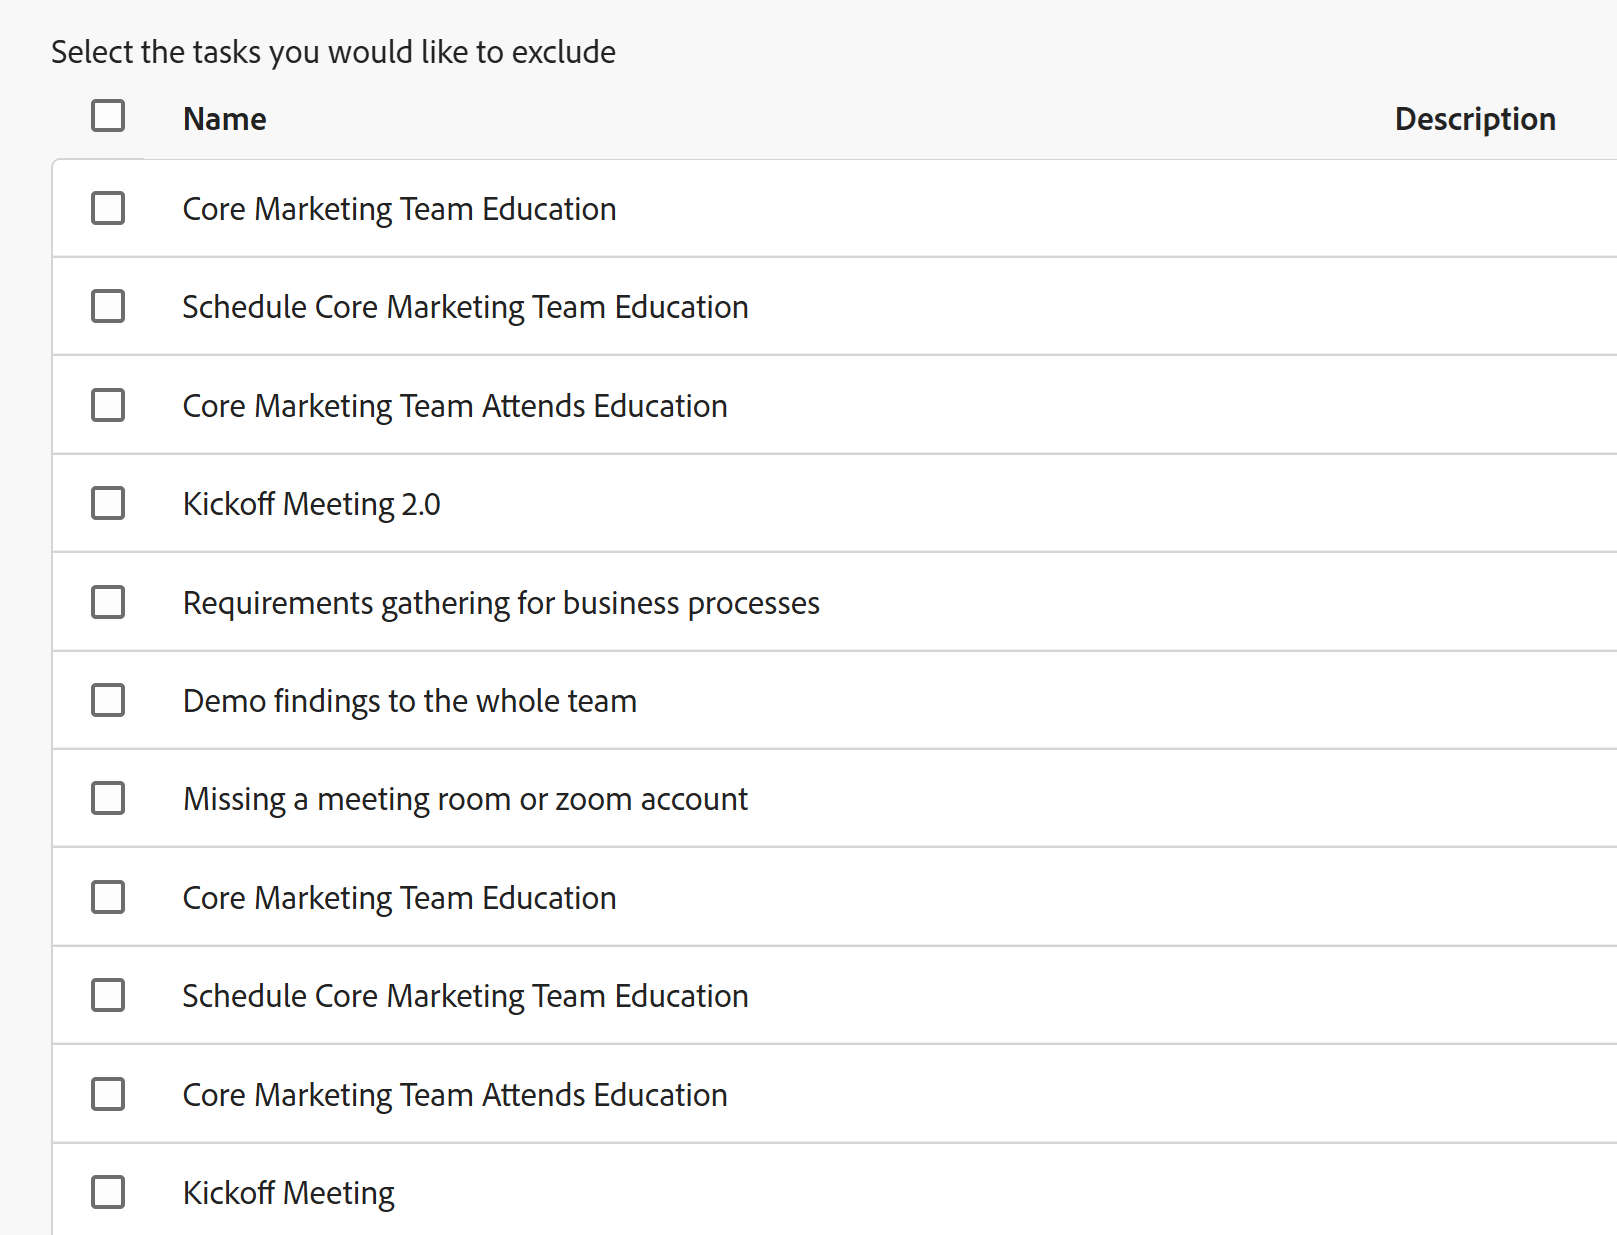 Select the tasks you would like to exclude
Name Description
Core Marketing Team Education
Schedule Core Marketing Team Education
Core Marketing Team Attends Education
Kickoff Meeting 2.0
Requirements gathering for business processes
Demo findings to the whole team
Missing a meeting room or zoom account
Core Marketing Team Education
Schedule Core Marketing Team Education
Core Marketing Team Attends Education
Kickoff Meeting